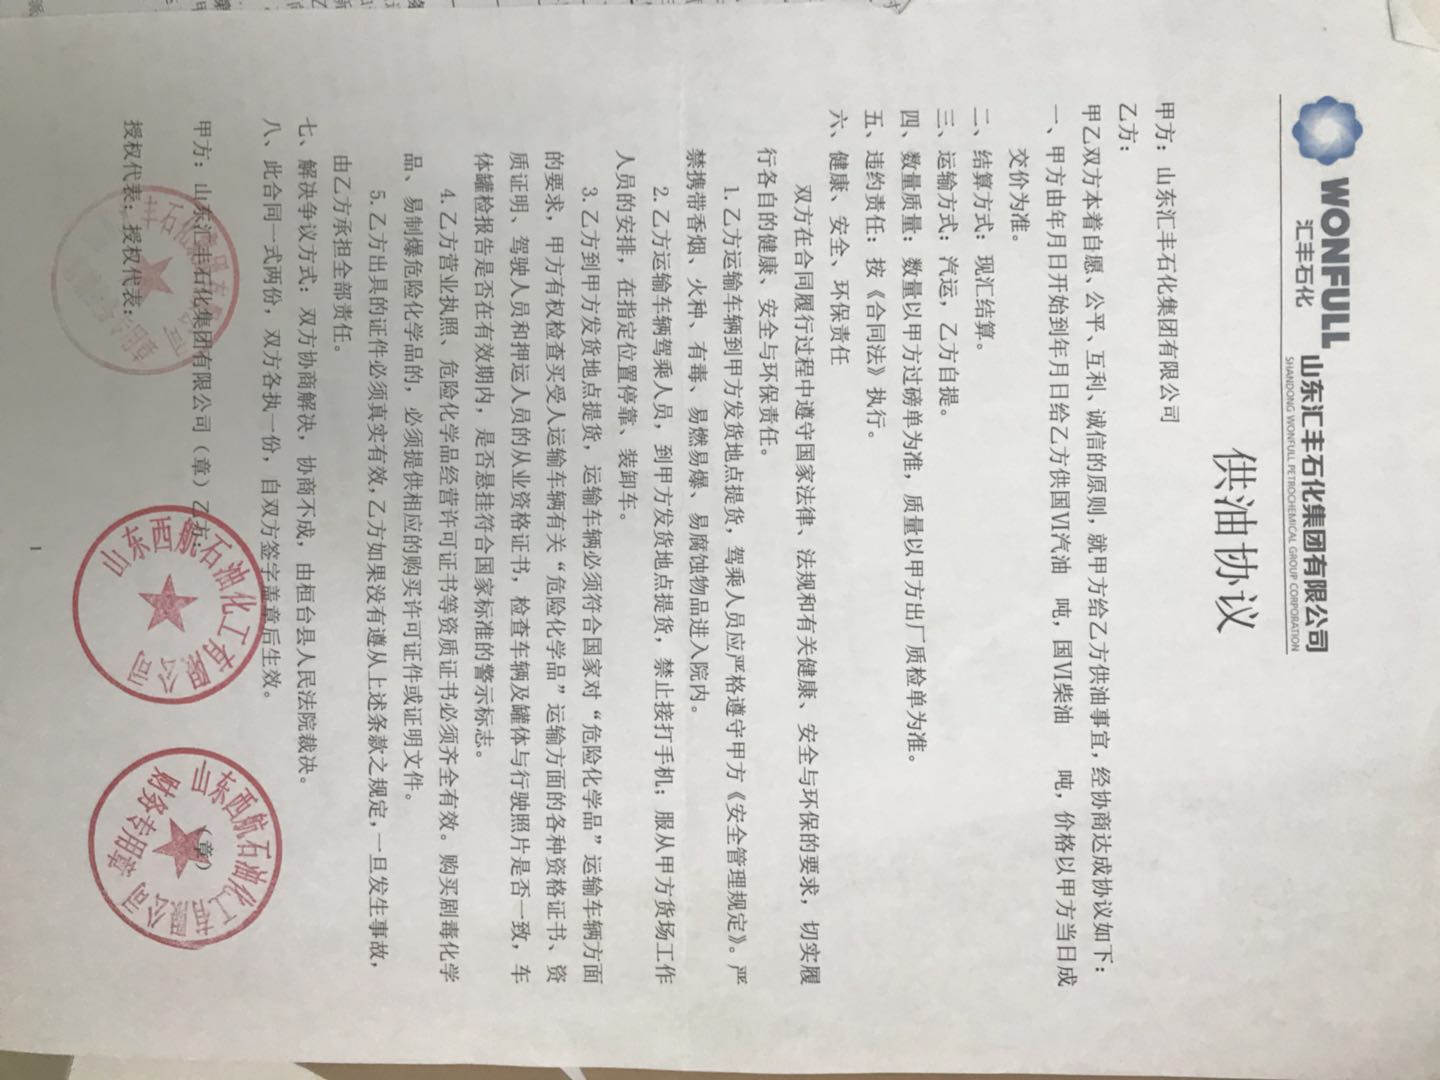 WONFULL
汇丰石化
山东汇丰石化集团有限公司
SHANDONG WONFULL PETROCHEMICAL GROUP CORPORATION
供油协议
甲方：山东汇丰石化集团有限公司
乙方：
甲乙双方本着自愿、公平、互利、诚信的原则，就甲方给乙方供油事宜，经协商达成协议如下：
一、甲方由年月日开始到年月日给乙方供国Ⅵ汽油 吨，国Ⅵ柴油 吨，价格以甲方当日成
交价为准。
二、结算方式：现汇结算。
三、运输方式：汽运，乙方自提。
四、数量质量：数量以甲方过磅单为准，质量以甲方出厂质检单为准。
五、违约责任：按《合同法》执行。
六、健康、安全、环保责任
双方在合同履行过程中遵守国家法律、法规和有关健康、安全与环保的要求，切实履
行各自的健康、安全与环保责任。
1.乙方运输车辆到甲方发货地点提货，驾乘人员应严格遵守甲方《安全管理规定》。严
禁携带香烟、火种、有毒、易燃易爆、易腐蚀物品进入院内。
2.乙方运输车辆驾乘人员，到甲方发货地点提货，禁止接打手机；服从甲方货场工作
人员的安排，在指定位置停靠、装卸车。
3.乙方到甲方发货地点提货，运输车辆必须符合国家对“危险化学品”运输车辆方面
的要求，甲方有权检查买受人运输车辆有关“危险化学品”运输方面的各种资格证书、资
质证明、驾驶人员和押运人员的从业资格证书，检查车辆及罐体与行驶照片是否一致，车
体罐检报告是否在有效期内，是否悬挂符合国家标准的警示标志。
4.乙方营业执照、危险化学品经营许可证书等资质证书必须齐全有效。购买剧毒化学
品、易制爆危险化学品的，必须提供相应的购买许可证件或证明文件。
5.乙方出具的证件必须真实有效，乙方如果没有遵从上述条款之规定，一旦发生事故，
由乙方承担全部责任。
七、解决争议方式：双方协商解决，协商不成，由桓台县人民法院裁决。
八、此合同一式两份，双方各执一份，自双方签字盖章后生效。
甲方：山东汇丰石化集团有限公司（章）乙方： （章）
授权代表：授权代表：
山东西航石油化工有限公司
山东西航石油化工有限公司
财务专用章
1